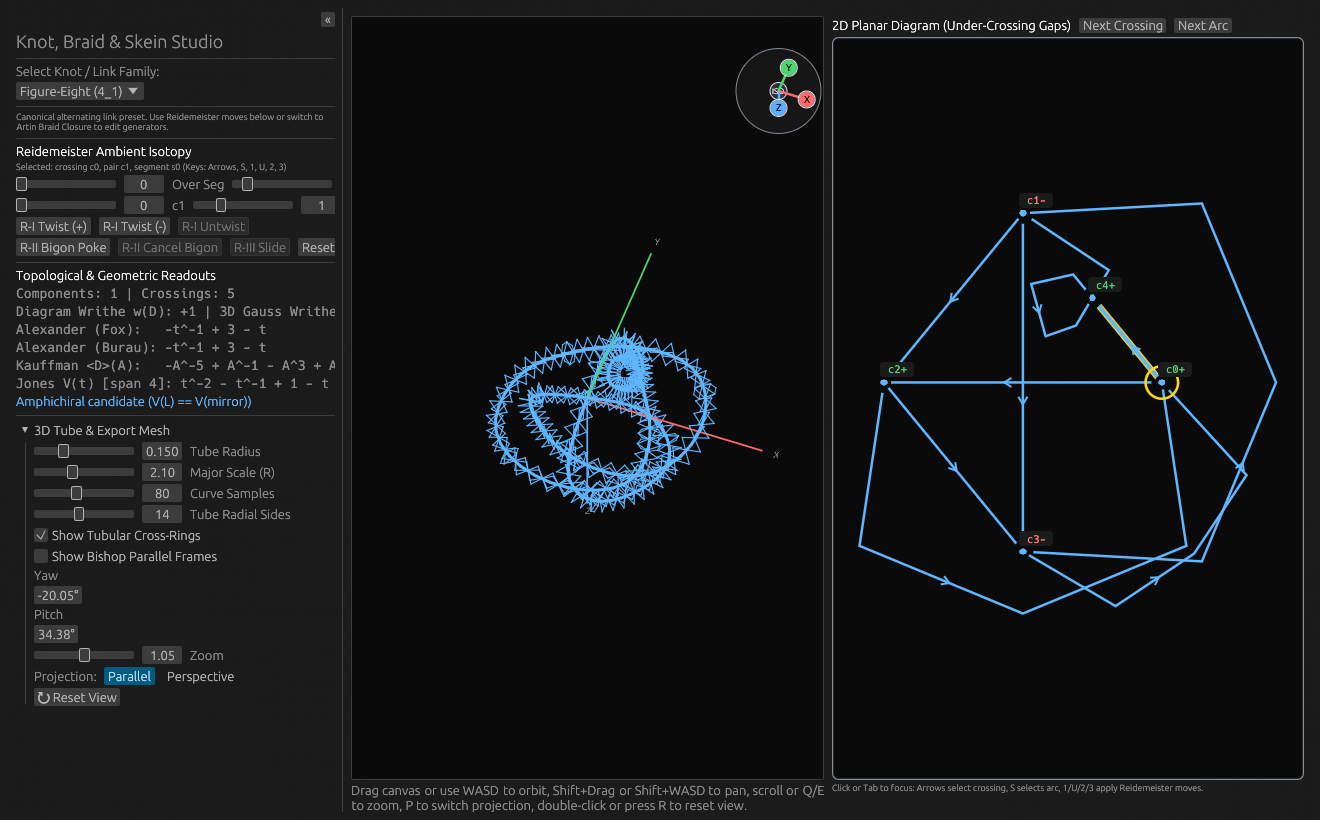 «
Knot, Braid & Skein Studio
Select Knot / Link Family:
Figure-Eight (4_1)
Canonical alternating link preset. Use Reidemeister moves below or switch to
Artin Braid Closure to edit generators.
Reidemeister Ambient Isotopy
Selected: crossing c0, pair c1, segment s0 (Keys: Arrows, S, 1, U, 2, 3)
0 Over Seg
0 c1 1
R-I Twist (+) R-I Twist (-) R-I Untwist
R-II Bigon Poke R-II Cancel Bigon R-III Slide Reset
Topological & Geometric Readouts
Components: 1 | Crossings: 5
Diagram Writhe w(D): +1 | 3D Gauss Writhe
Alexander (Fox): -t^-1 + 3 - t
Alexander (Burau): -t^-1 + 3 - t
Kauffman <D>(A): -A^-5 + A^-1 - A^3 + A
Jones V(t) [span 4]: t^-2 - t^-1 + 1 - t
Amphichiral candidate (V(L) == V(mirror))
3D Tube & Export Mesh
0.150 Tube Radius
2.10 Major Scale (R)
80 Curve Samples
14 Tube Radial Sides
Show Tubular Cross-Rings
Show Bishop Parallel Frames
Yaw
-20.05°
Pitch
34.38°
1.05 Zoom
Projection: Parallel Perspective
Reset View
Y
X
Z
Y
X
Z
Drag canvas or use WASD to orbit, Shift+Drag or Shift+WASD to pan, scroll or Q/E
to zoom, P to switch projection, double-click or press R to reset view.
2D Planar Diagram (Under-Crossing Gaps) Next Crossing Next Arc
c1-
c4+
c2+
c0+
c3-
Click or Tab to focus: Arrows select crossing, S selects arc, 1/U/2/3 apply Reidemeister moves.